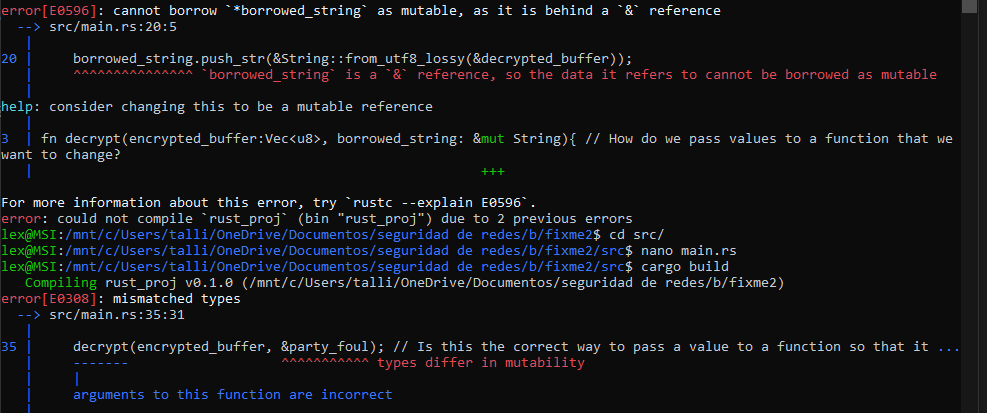 error[E0596]: cannot borrow `*borrowed_string` as mutable, as it is behind a `&` reference
  --> src/main.rs:20:5
   |
20 |     borrowed_string.push_str(&String::from_utf8_lossy(&decrypted_buffer));
   |     ^^^^^^^^^^^^^^^ `borrowed_string` is a `&` reference, so the data it refers to cannot be borrowed as mutable
   |
help: consider changing this to be a mutable reference
   |
3  | fn decrypt(encrypted_buffer:Vec<u8>, borrowed_string: &mut String){ // How do we pass values to a function that we
want to change?
   |                                                        +++

For more information about this error, try `rustc --explain E0596`.
error: could not compile `rust_proj` (bin "rust_proj") due to 2 previous errors
lex@MSI:/mnt/c/Users/talli/OneDrive/Documentos/seguridad de redes/b/fixme2$ cd src/
lex@MSI:/mnt/c/Users/talli/OneDrive/Documentos/seguridad de redes/b/fixme2/src$ nano main.rs
lex@MSI:/mnt/c/Users/talli/OneDrive/Documentos/seguridad de redes/b/fixme2/src$ cargo build
   Compiling rust_proj v0.1.0 (/mnt/c/Users/talli/OneDrive/Documentos/seguridad de redes/b/fixme2)
error[E0308]: mismatched types
  --> src/main.rs:35:31
   |
35 |     decrypt(encrypted_buffer, &party_foul); // Is this the correct way to pass a value to a function so that it ...
   |     -------                   ^^^^^^^^^^^ types differ in mutability
   |     |
   |     arguments to this function are incorrect
   |